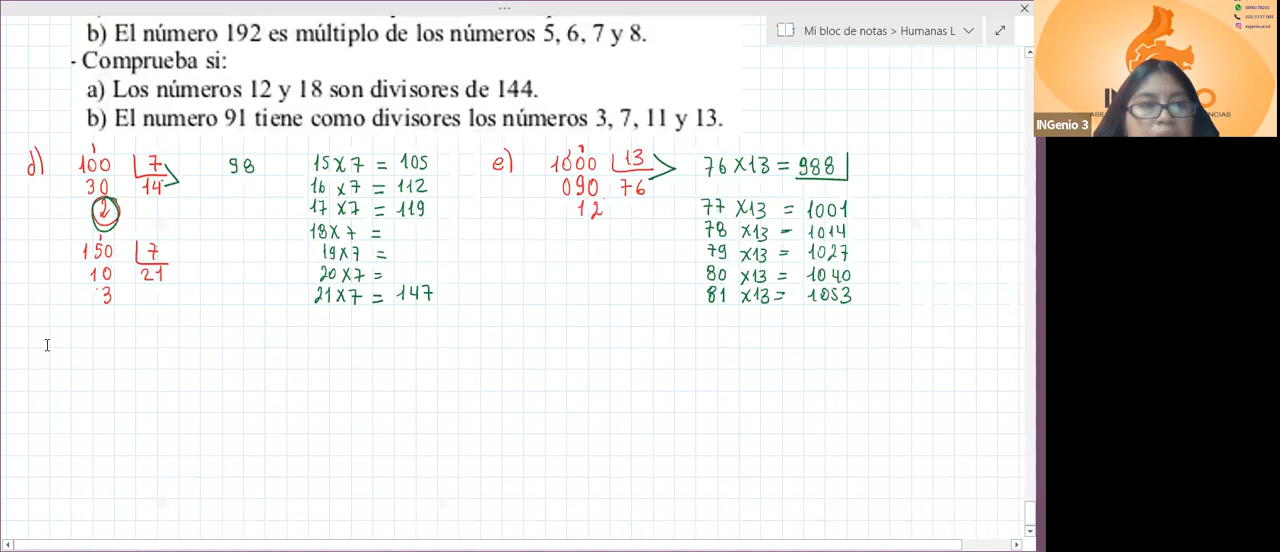 b) El número 192 es múltiplo de los números 5, 6, 7 y 8.
Mi bloc de notas > Humanas L
- Comprueba si:
a) Los números 12 y 18 son divisores de 144.
b) El numero 91 tiene como divisores los números 3, 7, 11 y 13.
INGenio 3
d) 100 7 98 15 x 7 = 105 e) 1000 13 76 x 13 = 988
30 14 16 x 7 = 112 090 76
2 17 x 7 = 119 12 77 x 13 = 1001
18 x 7 = 78 x 13 = 1014
150 7 19 x 7 = 79 x 13 = 1027
10 21 20 x 7 = 80 x 13 = 1040
3 21 x 7 = 147 81 x 13 = 1053